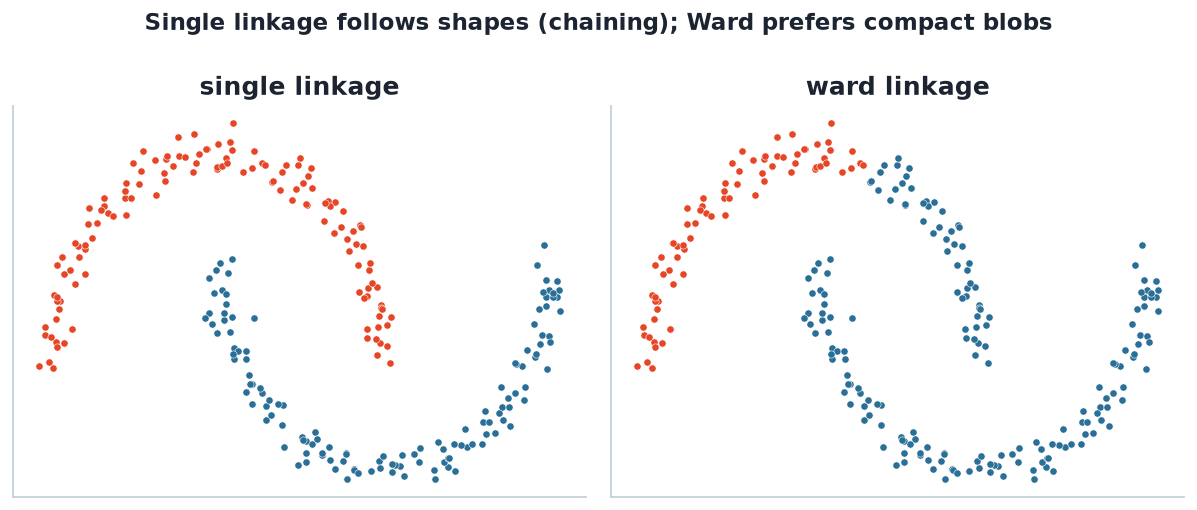 Single linkage follows shapes (chaining); Ward prefers compact blobs
single linkage
ward linkage